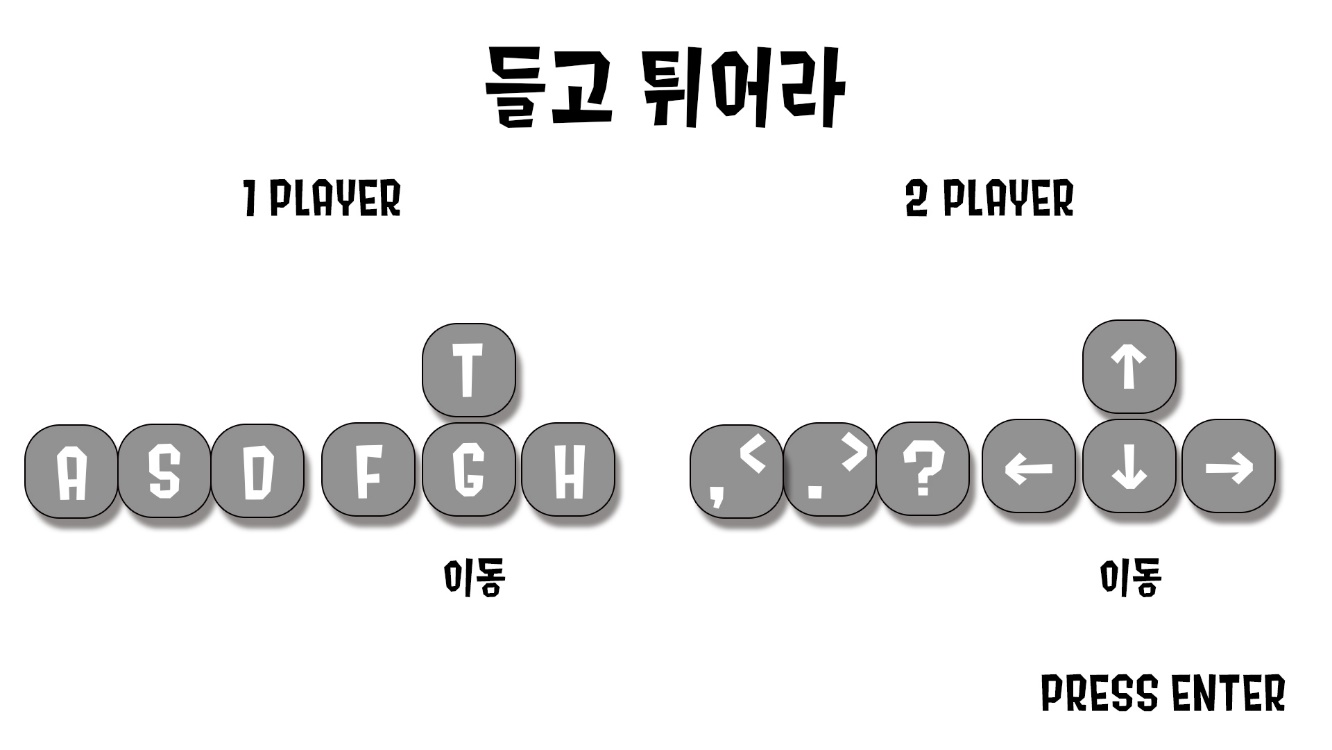 들고 튀어라
1 PLAYER
2 PLAYER
T
↑
A S D F G H
,< .> ? ← ↓ →
이동
이동
PRESS ENTER